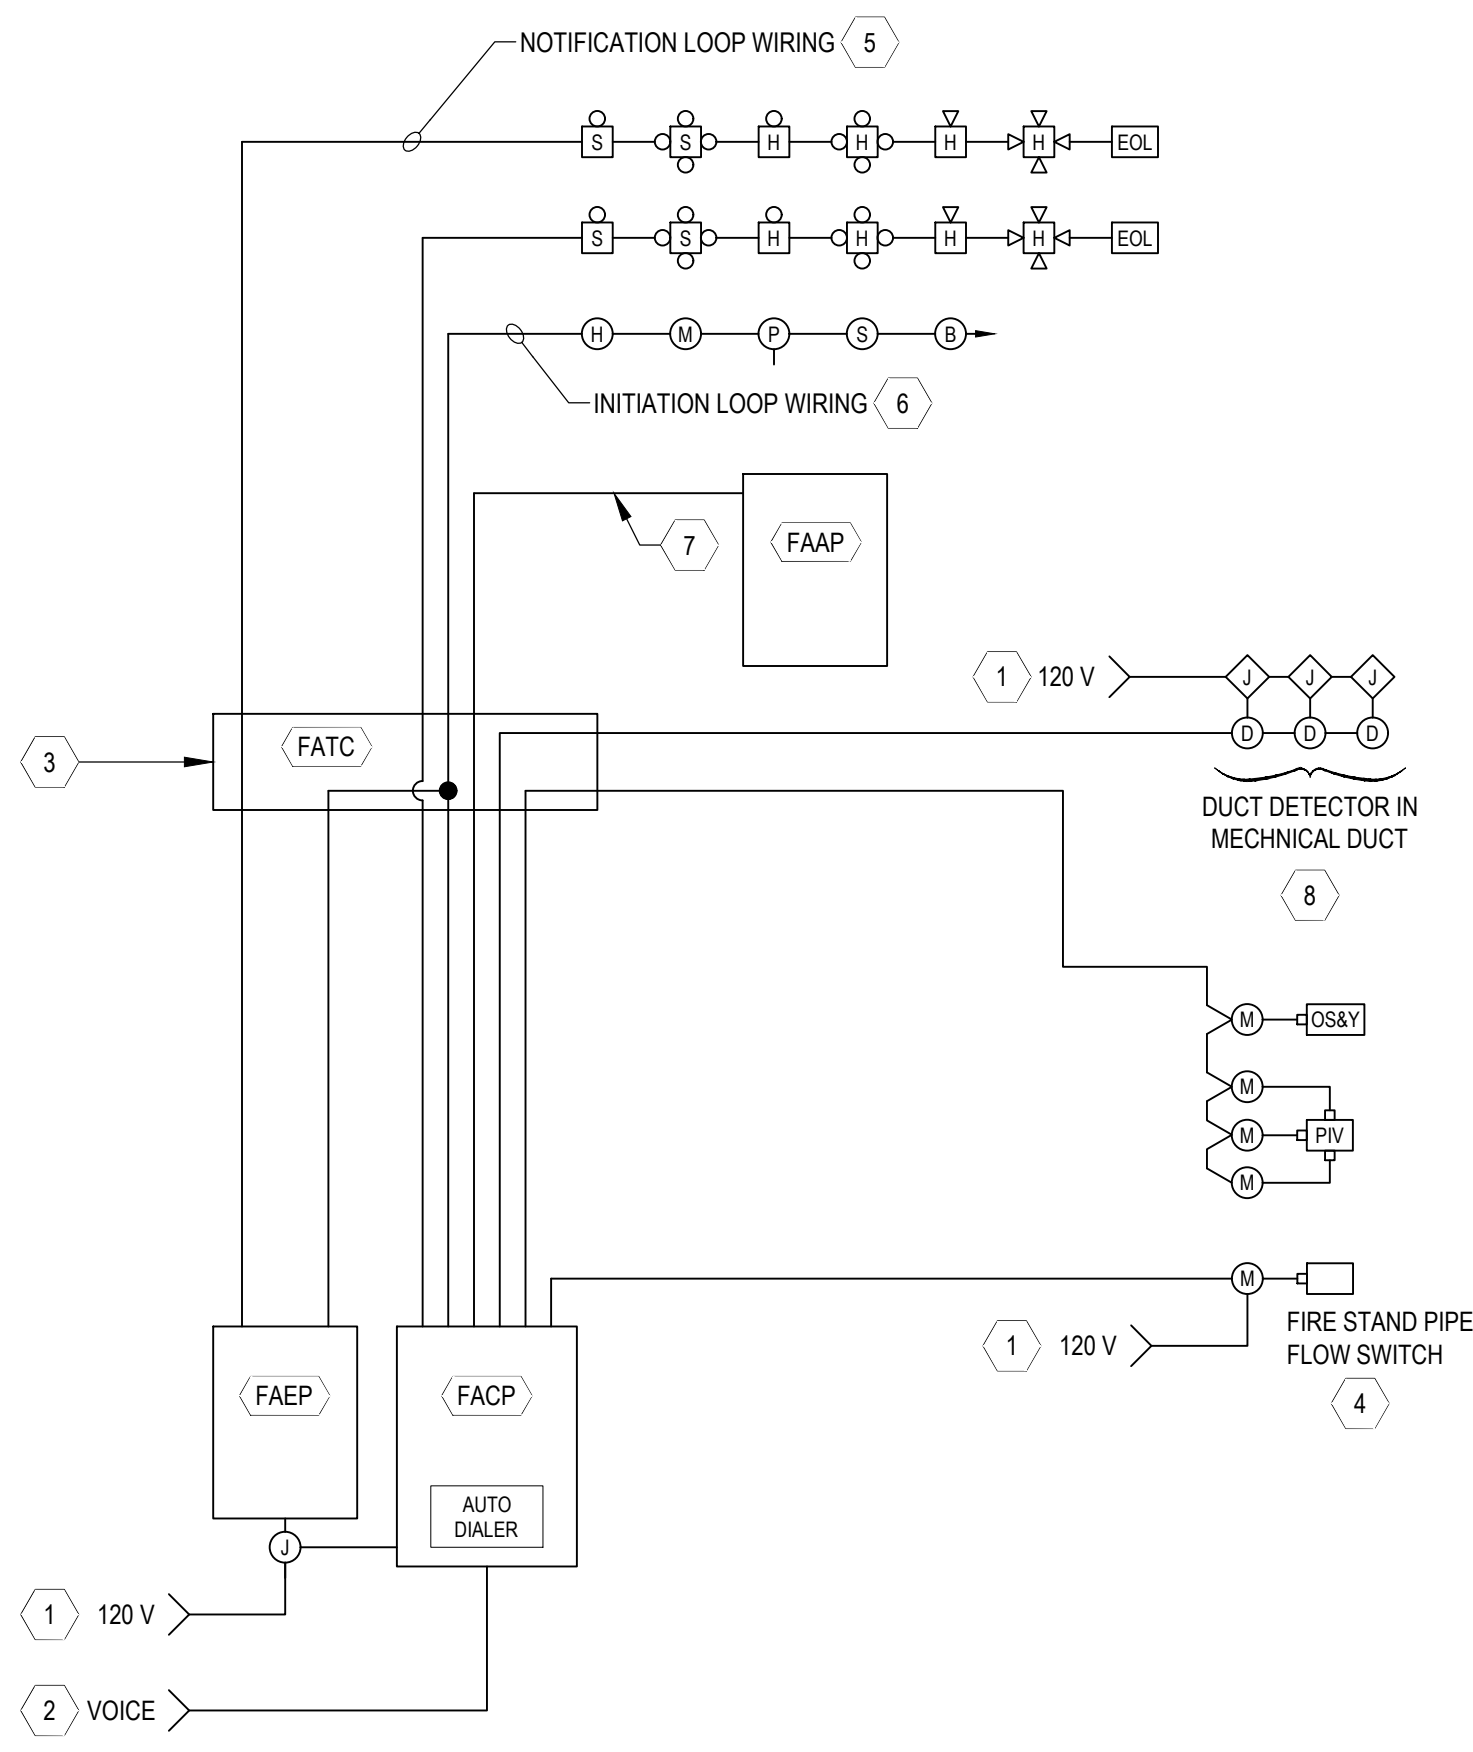 NOTIFICATION LOOP WIRING 5
S S H H H H EOL
S S H H H H EOL
H M P S B
INITIATION LOOP WIRING 6
7
FAAP
1 120 V
J J J
FATC
D D D
3
DUCT DETECTOR IN
MECHNICAL DUCT
8
M OS&Y
M
M PIV
M
M
1 120 V
FIRE STAND PIPE
FLOW SWITCH
4
FAEP
FACP
AUTO
DIALER
J
1 120 V
2 VOICE